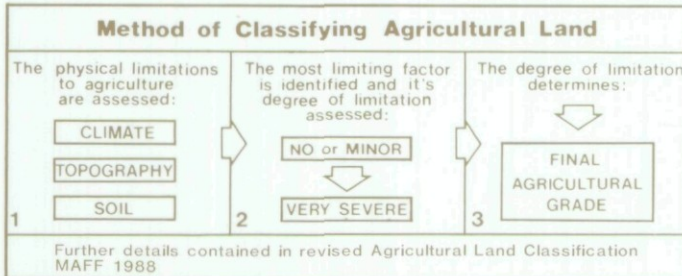 Method of Classifying Agricultural Land
The physical limitations
to agriculture
are assessed:
CLIMATE
TOPOGRAPHY
SOIL
1
The most limiting factor
is identified and it's
degree of limitation
assessed:
NO or MINOR
VERY SEVERE
2
The degree of limitation
determines:
FINAL
AGRICULTURAL
GRADE
3
Further details contained in revised Agricultural Land Classification
MAFF 1988